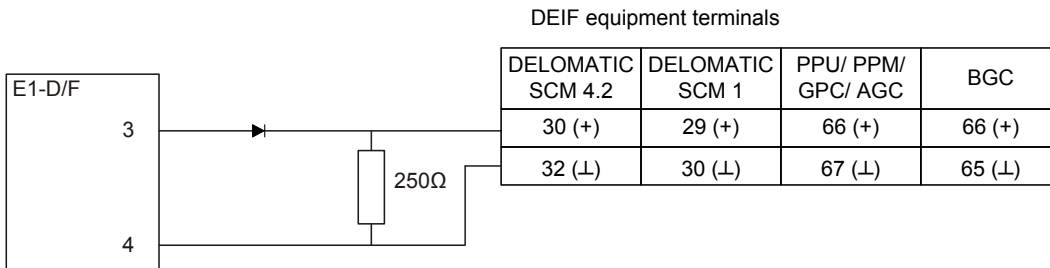 DEIF equipment terminals
DELOMATIC SCM 4.2 DELOMATIC SCM 1 PPU/ PPM/ GPC/ AGC BGC
E1-D/F
3 30 (+) 29 (+) 66 (+) 66 (+)
250Ω 32 (⊥) 30 (⊥) 67 (⊥) 65 (⊥)
4